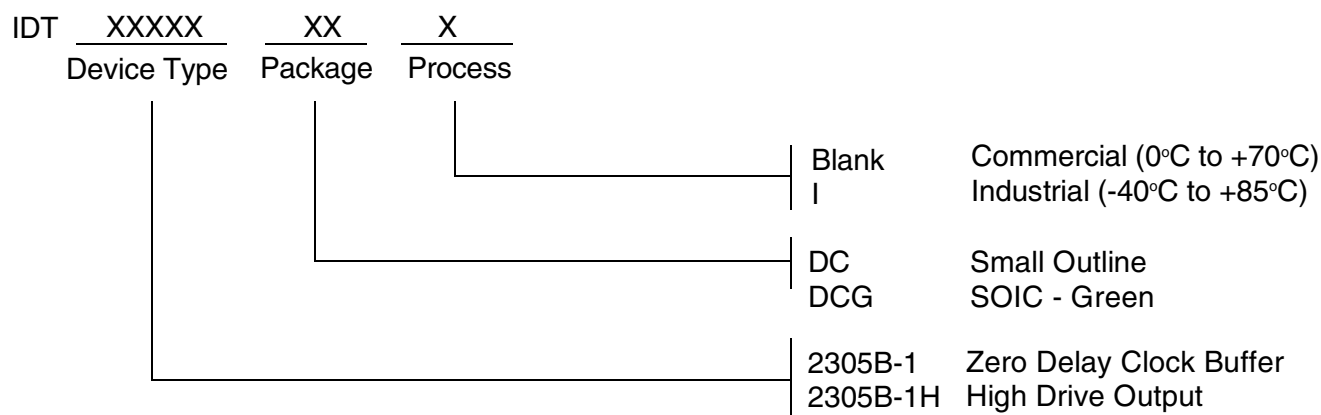 IDT XXXXX XX X
Device Type Package Process
Blank Commercial (0°C to +70°C)
I Industrial (-40°C to +85°C)
DC Small Outline
DCG SOIC - Green
2305B-1 Zero Delay Clock Buffer
2305B-1H High Drive Output